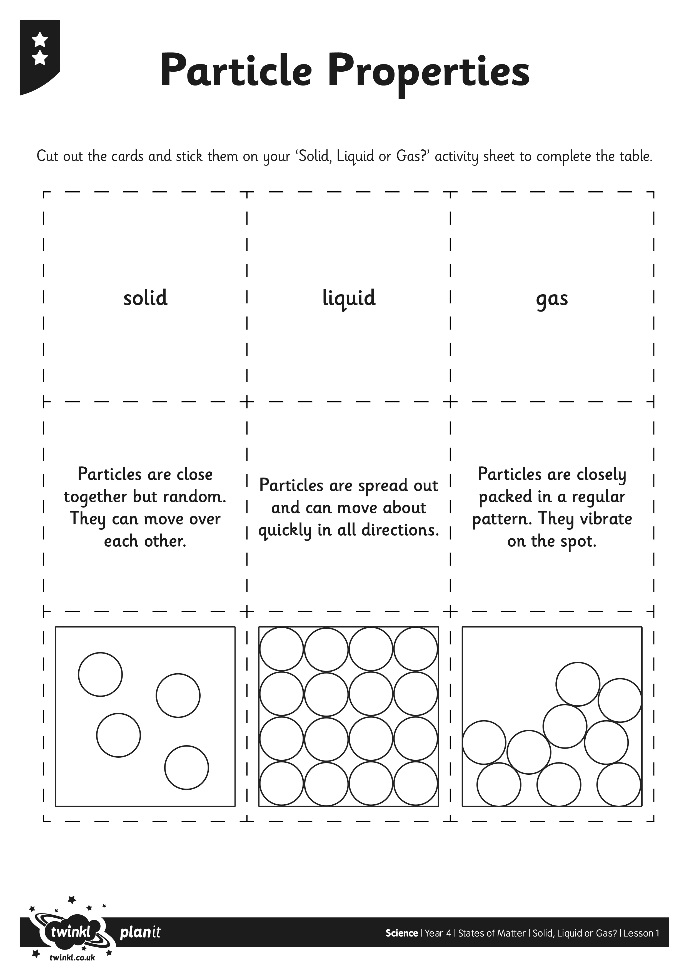 Particle Properties
Cut out the cards and stick them on your ‘Solid, Liquid or Gas?’ activity sheet to complete the table.
solid
liquid
gas
Particles are close
together but random.
They can move over
each other.
Particles are spread out
and can move about
quickly in all directions.
Particles are closely
packed in a regular
pattern. They vibrate
on the spot.
twinkl
planit
twinkl.co.uk
Science | Year 4 | States of Matter | Solid, Liquid or Gas? | Lesson 1